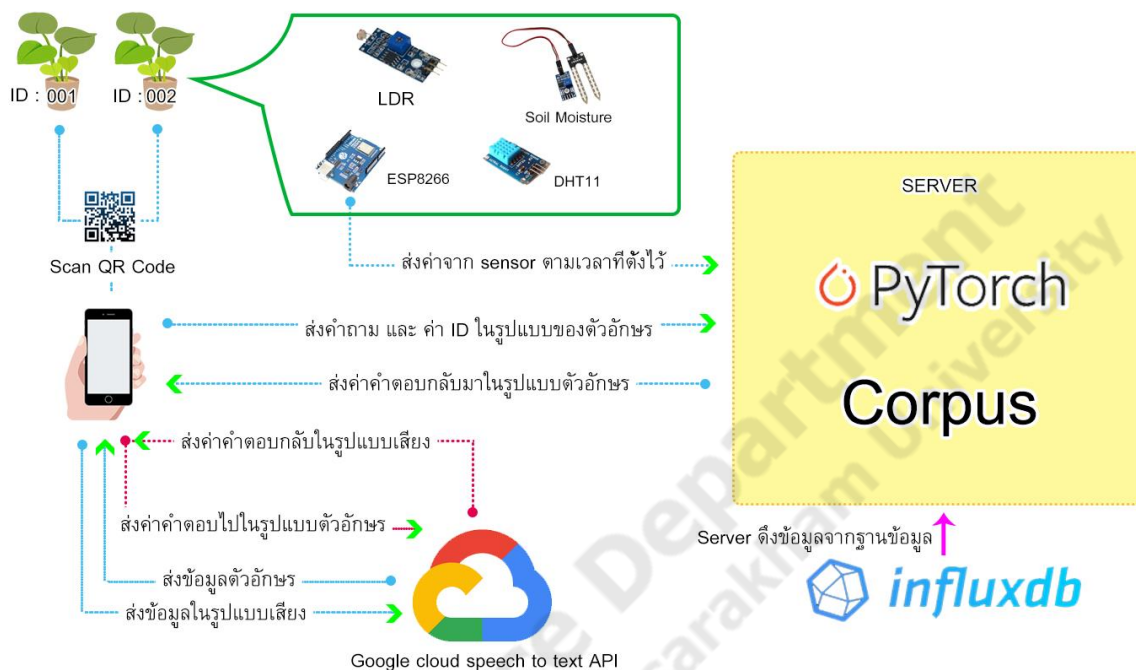 ID : 001
ID : 002
LDR
Soil Moisture
ESP8266
DHT11
SERVER
Scan QR Code
ส่งค่าจาก sensor ตามเวลาที่ตั้งไว้
PyTorch
ส่งคำถาม และ ค่า ID ในรูปแบบของตัวอักษร
ส่งค่าคำตอบกลับมาในรูปแบบตัวอักษร
Corpus
ส่งค่าคำตอบกลับในรูปแบบเสียง
ส่งค่าคำตอบไปในรูปแบบตัวอักษร
Server ดึงข้อมูลจากฐานข้อมูล
ส่งข้อมูลตัวอักษร
ส่งข้อมูลในรูปแบบเสียง
influxdb
Google cloud speech to text API
Department
University